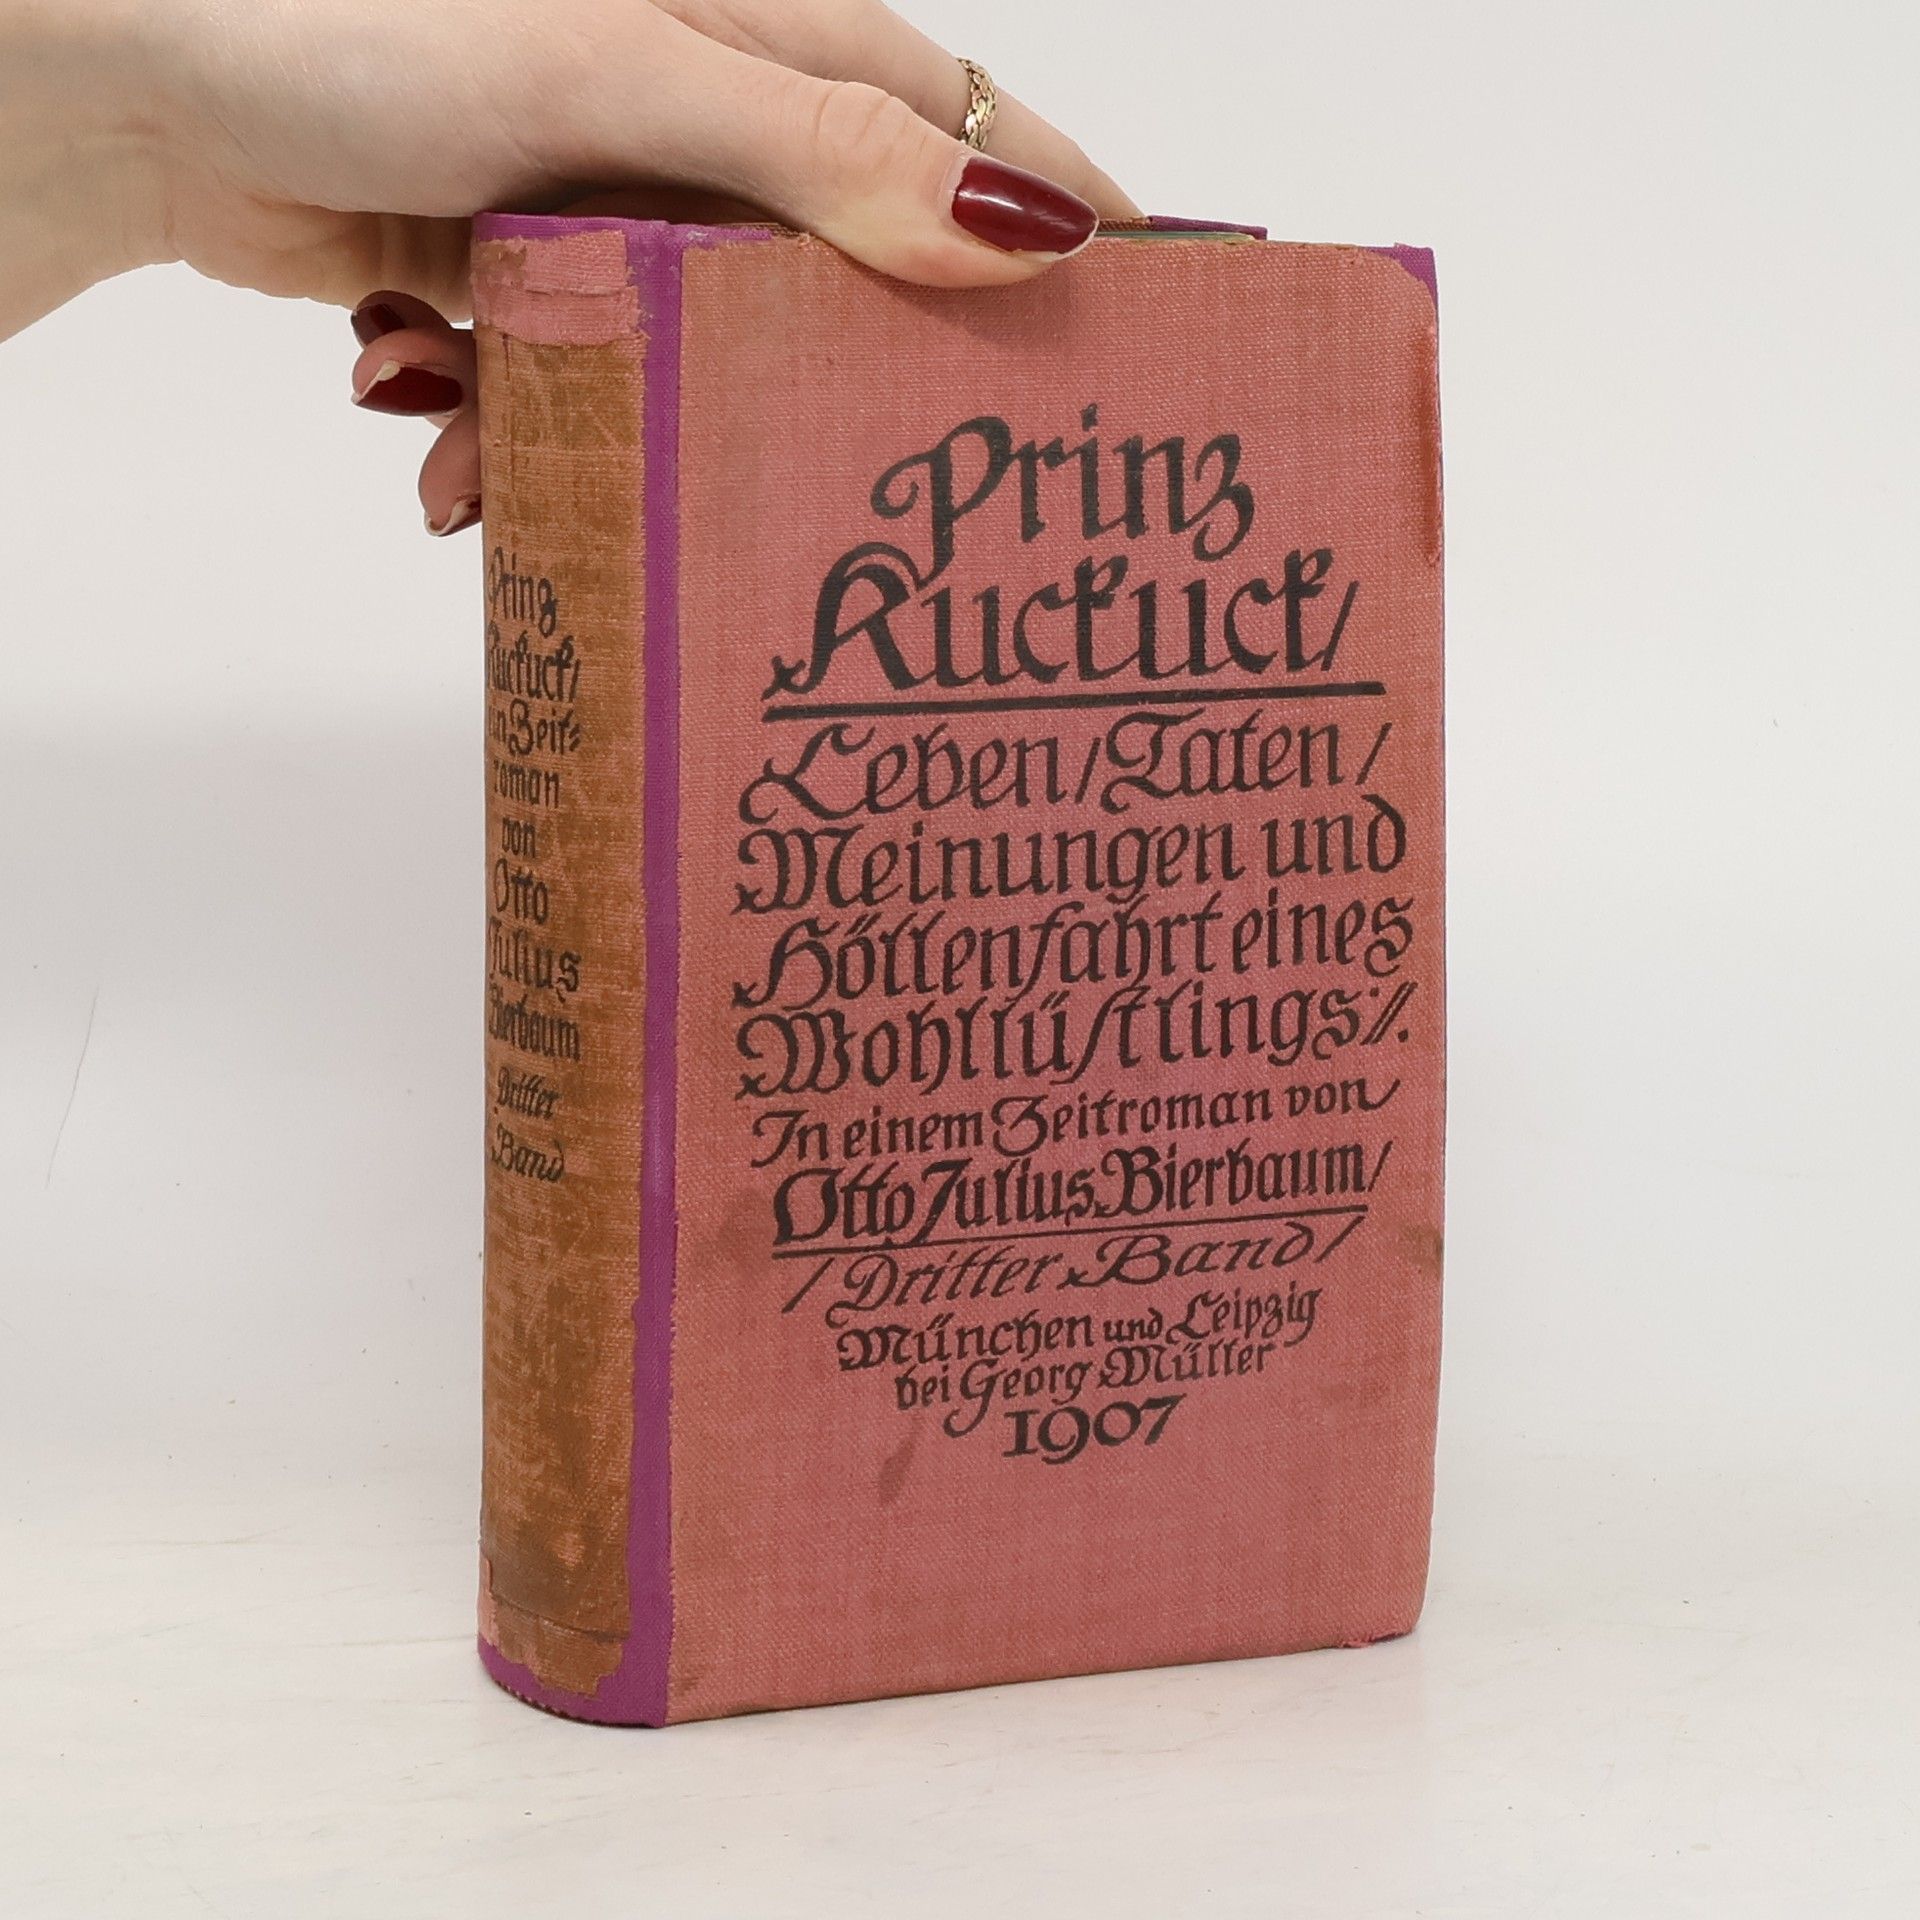 Prinz
Kuckuck/
ein Zeit=
roman
von
Otto
Julius
Bierbaum
Dritter
Band
Prinz
Kuckuck/
Leben/Taten/
Meinungen und
Höllenfahrt eines
Wohllüſtlings://.
In einem Zeitroman von
Otto Julius Bierbaum/
/Dritter Band/
München und Leipzig
bei Georg Müller
1907